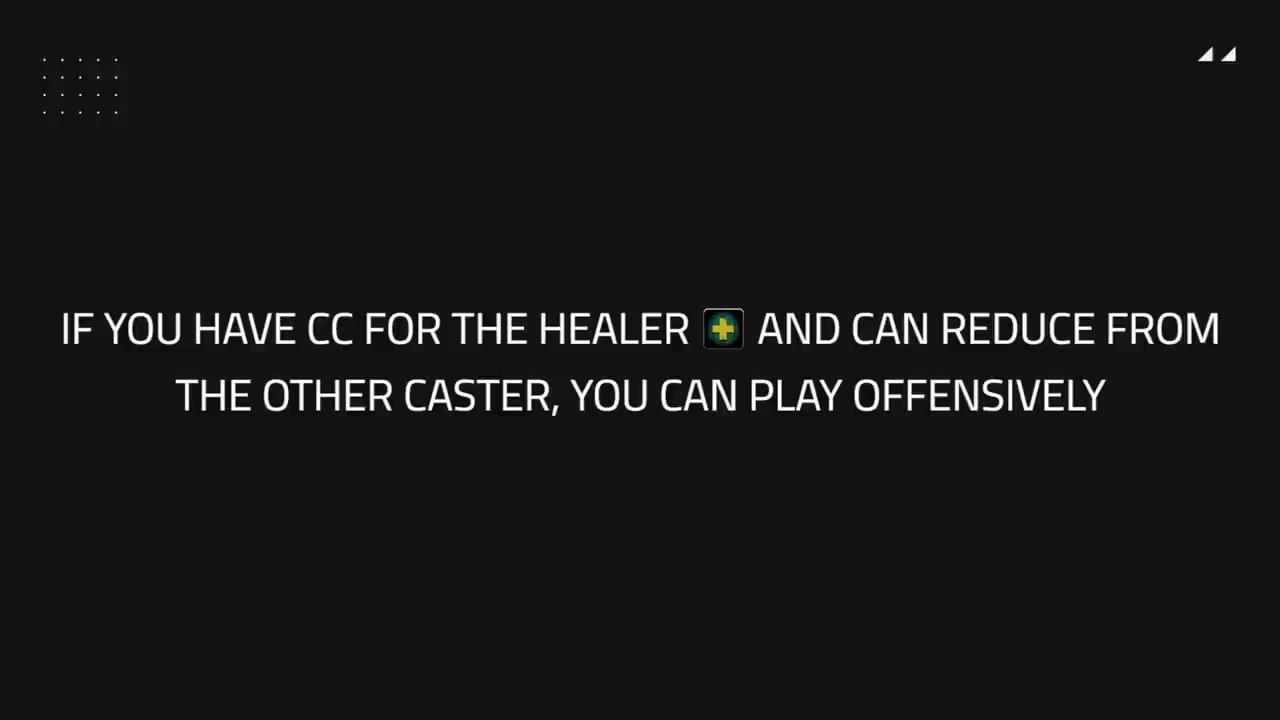 IF YOU HAVE CC FOR THE HEALER AND CAN REDUCE FROM
THE OTHER CASTER, YOU CAN PLAY OFFENSIVELY